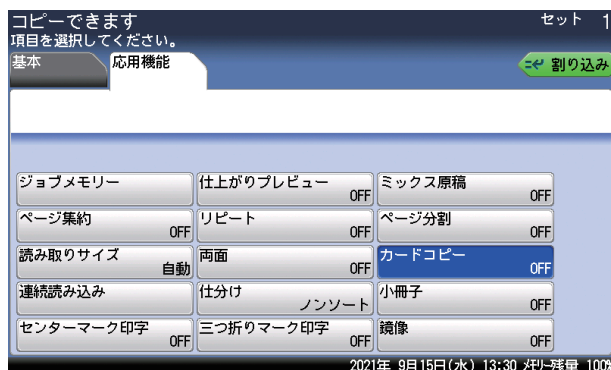 コピーできます セット 1
項目を選択してください。
基本 応用機能 割り込み
ジョブメモリー 仕上がりプレビュー OFF ミックス原稿 OFF
ページ集約 OFF リピート OFF ページ分割 OFF
読み取りサイズ 自動 両面 OFF カードコピー OFF
連続読み込み 仕分け ノンソート 小冊子 OFF
センターマーク印字 OFF 三つ折りマーク印字 OFF 鏡像 OFF
2021年 9月15日(水) 13:30 メモリー残量 100%